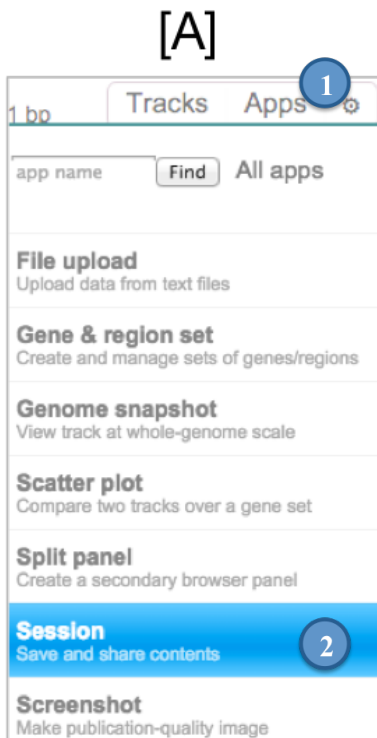 [A]
1
1 bp Tracks Apps ⚙
app name Find All apps
File upload
Upload data from text files
Gene & region set
Create and manage sets of genes/regions
Genome snapshot
View track at whole-genome scale
Scatter plot
Compare two tracks over a gene set
Split panel
Create a secondary browser panel
Session
Save and share contents
2
Screenshot
Make publication-quality image